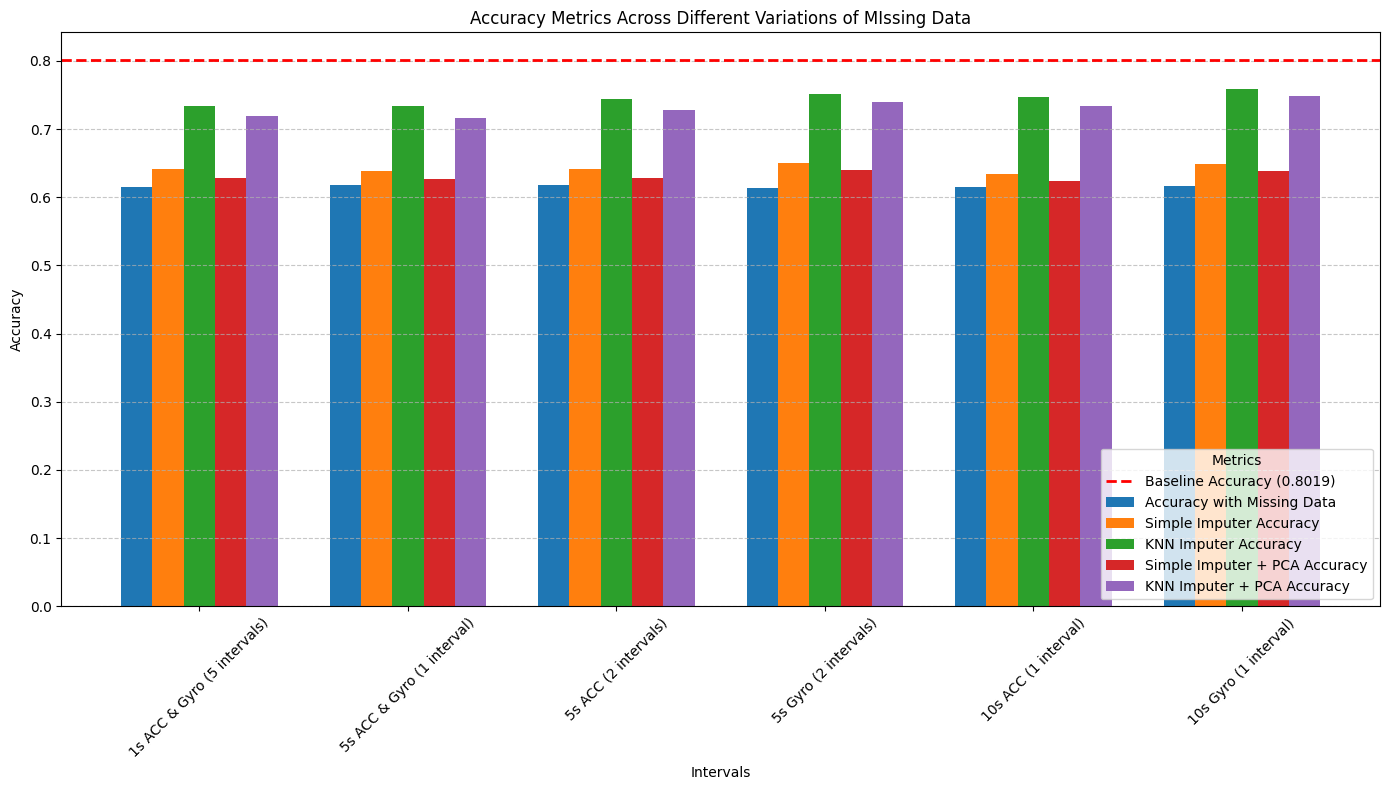 Accuracy Metrics Across Different Variations of MIssing Data
Accuracy
0.8
0.7
0.6
0.5
0.4
0.3
0.2
0.1
0.0
Metrics
Baseline Accuracy (0.8019)
Accuracy with Missing Data
Simple Imputer Accuracy
KNN Imputer Accuracy
Simple Imputer + PCA Accuracy
KNN Imputer + PCA Accuracy
1s ACC & Gyro (5 intervals)
5s ACC & Gyro (1 interval)
5s ACC (2 intervals)
5s Gyro (2 intervals)
10s ACC (1 interval)
10s Gyro (1 interval)
Intervals